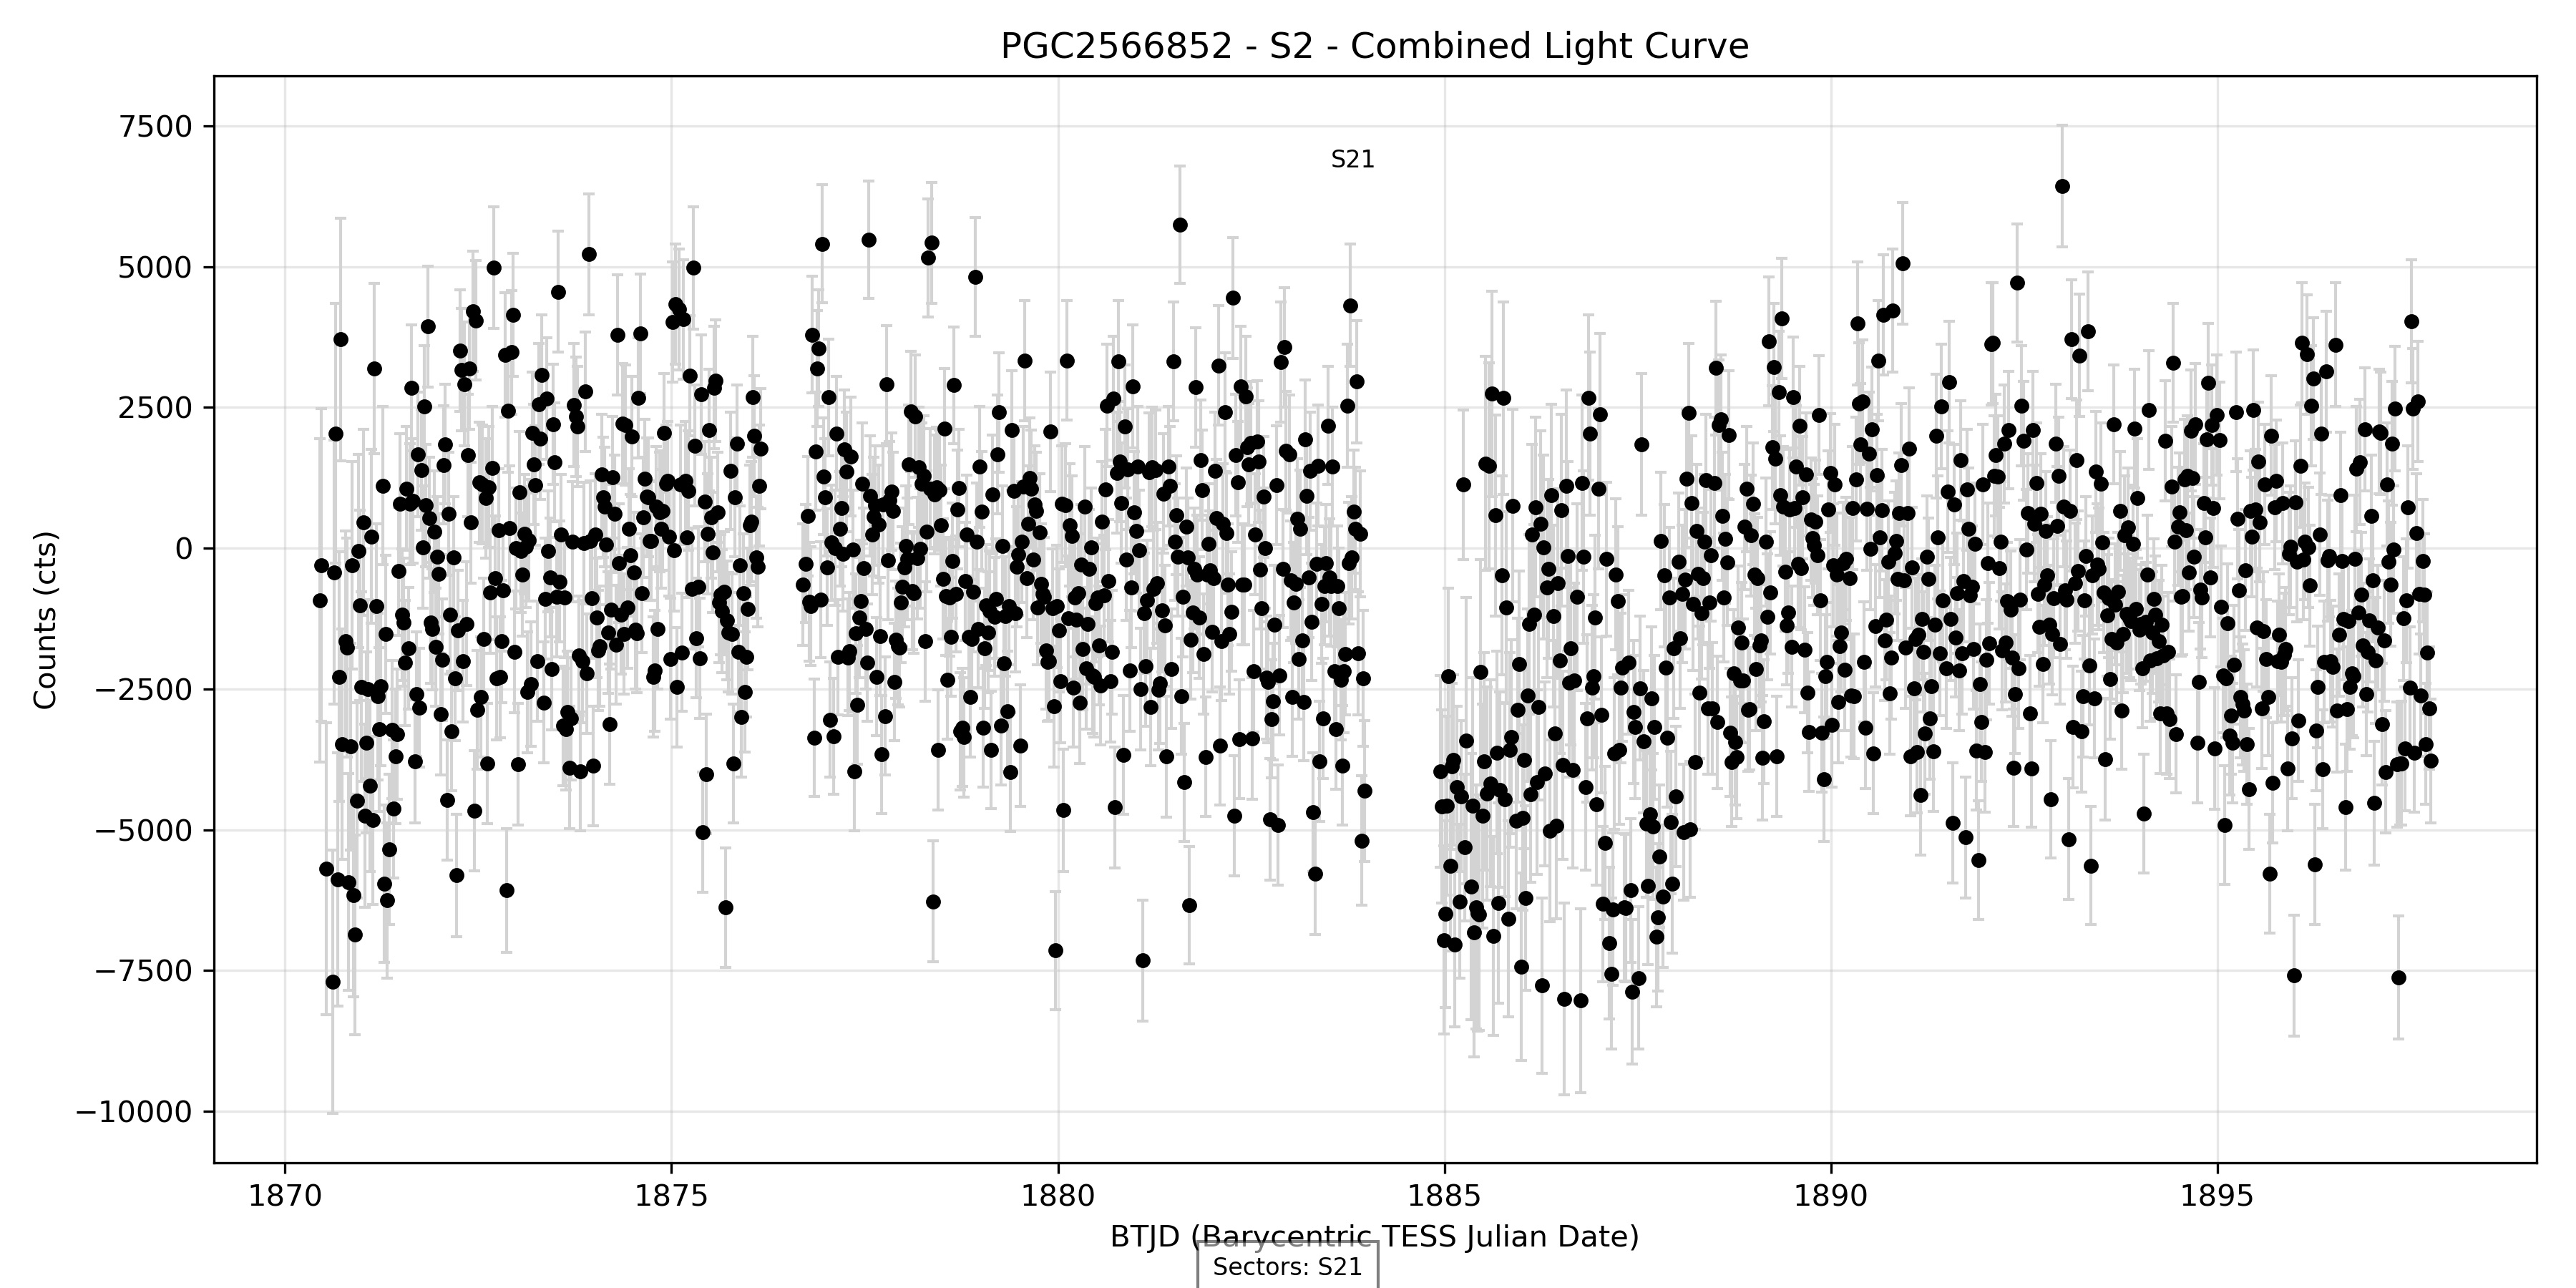 PGC2566852 - S2 - Combined Light Curve
S21
7500
5000
2500
0
−2500
−5000
−7500
−10000
Counts (cts)
1870 1875 1880 1885 1890 1895
BTJD (Barycentric TESS Julian Date)
Sectors: S21